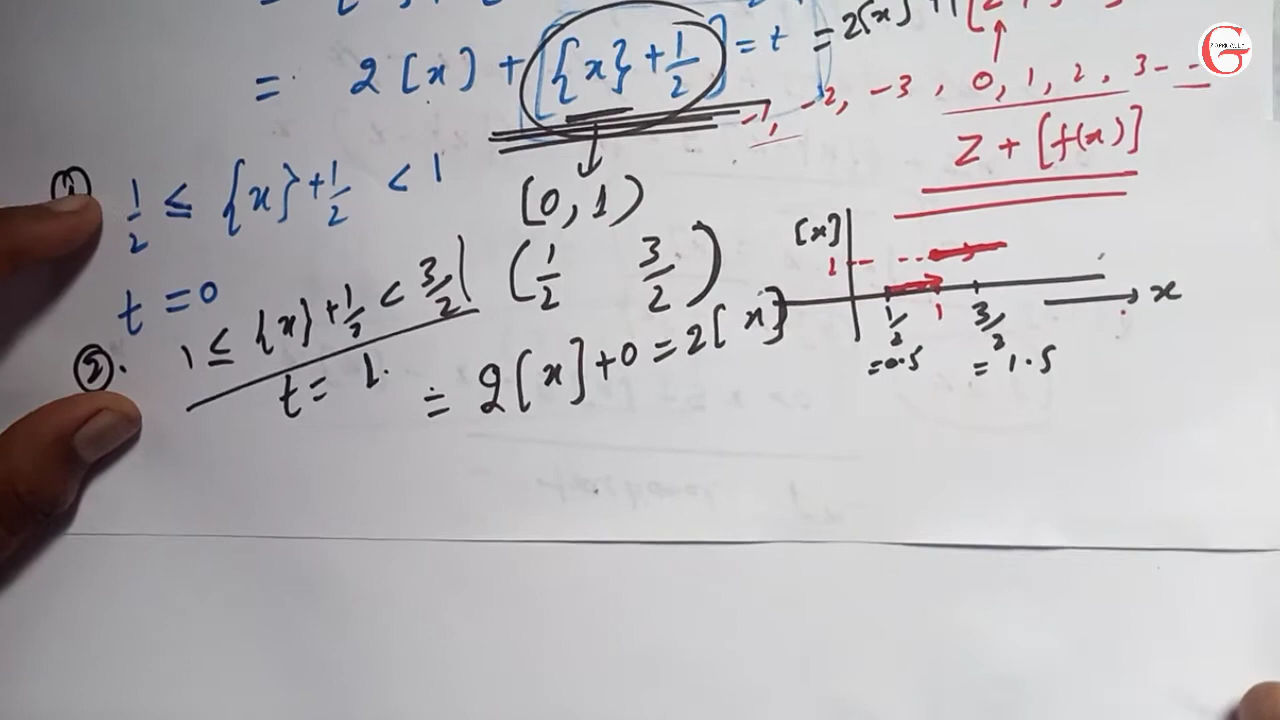 = 2[x] + [{x} + 1/2] = t = 2[x] +
-1, -2, -3, 0, 1, 2, 3 - -
Z + [f(x)]
① 1/2 ≤ {x} + 1/2 < 1
[0, 1)
t = 0
② . 1 ≤ {x} + 1/2 < 3/2
(1/2 3/2)
t = 1.
= 2[x] + 0 = 2[x]
[x]
1
1/2 1 3/2 x
= 0.5 = 1.5
G